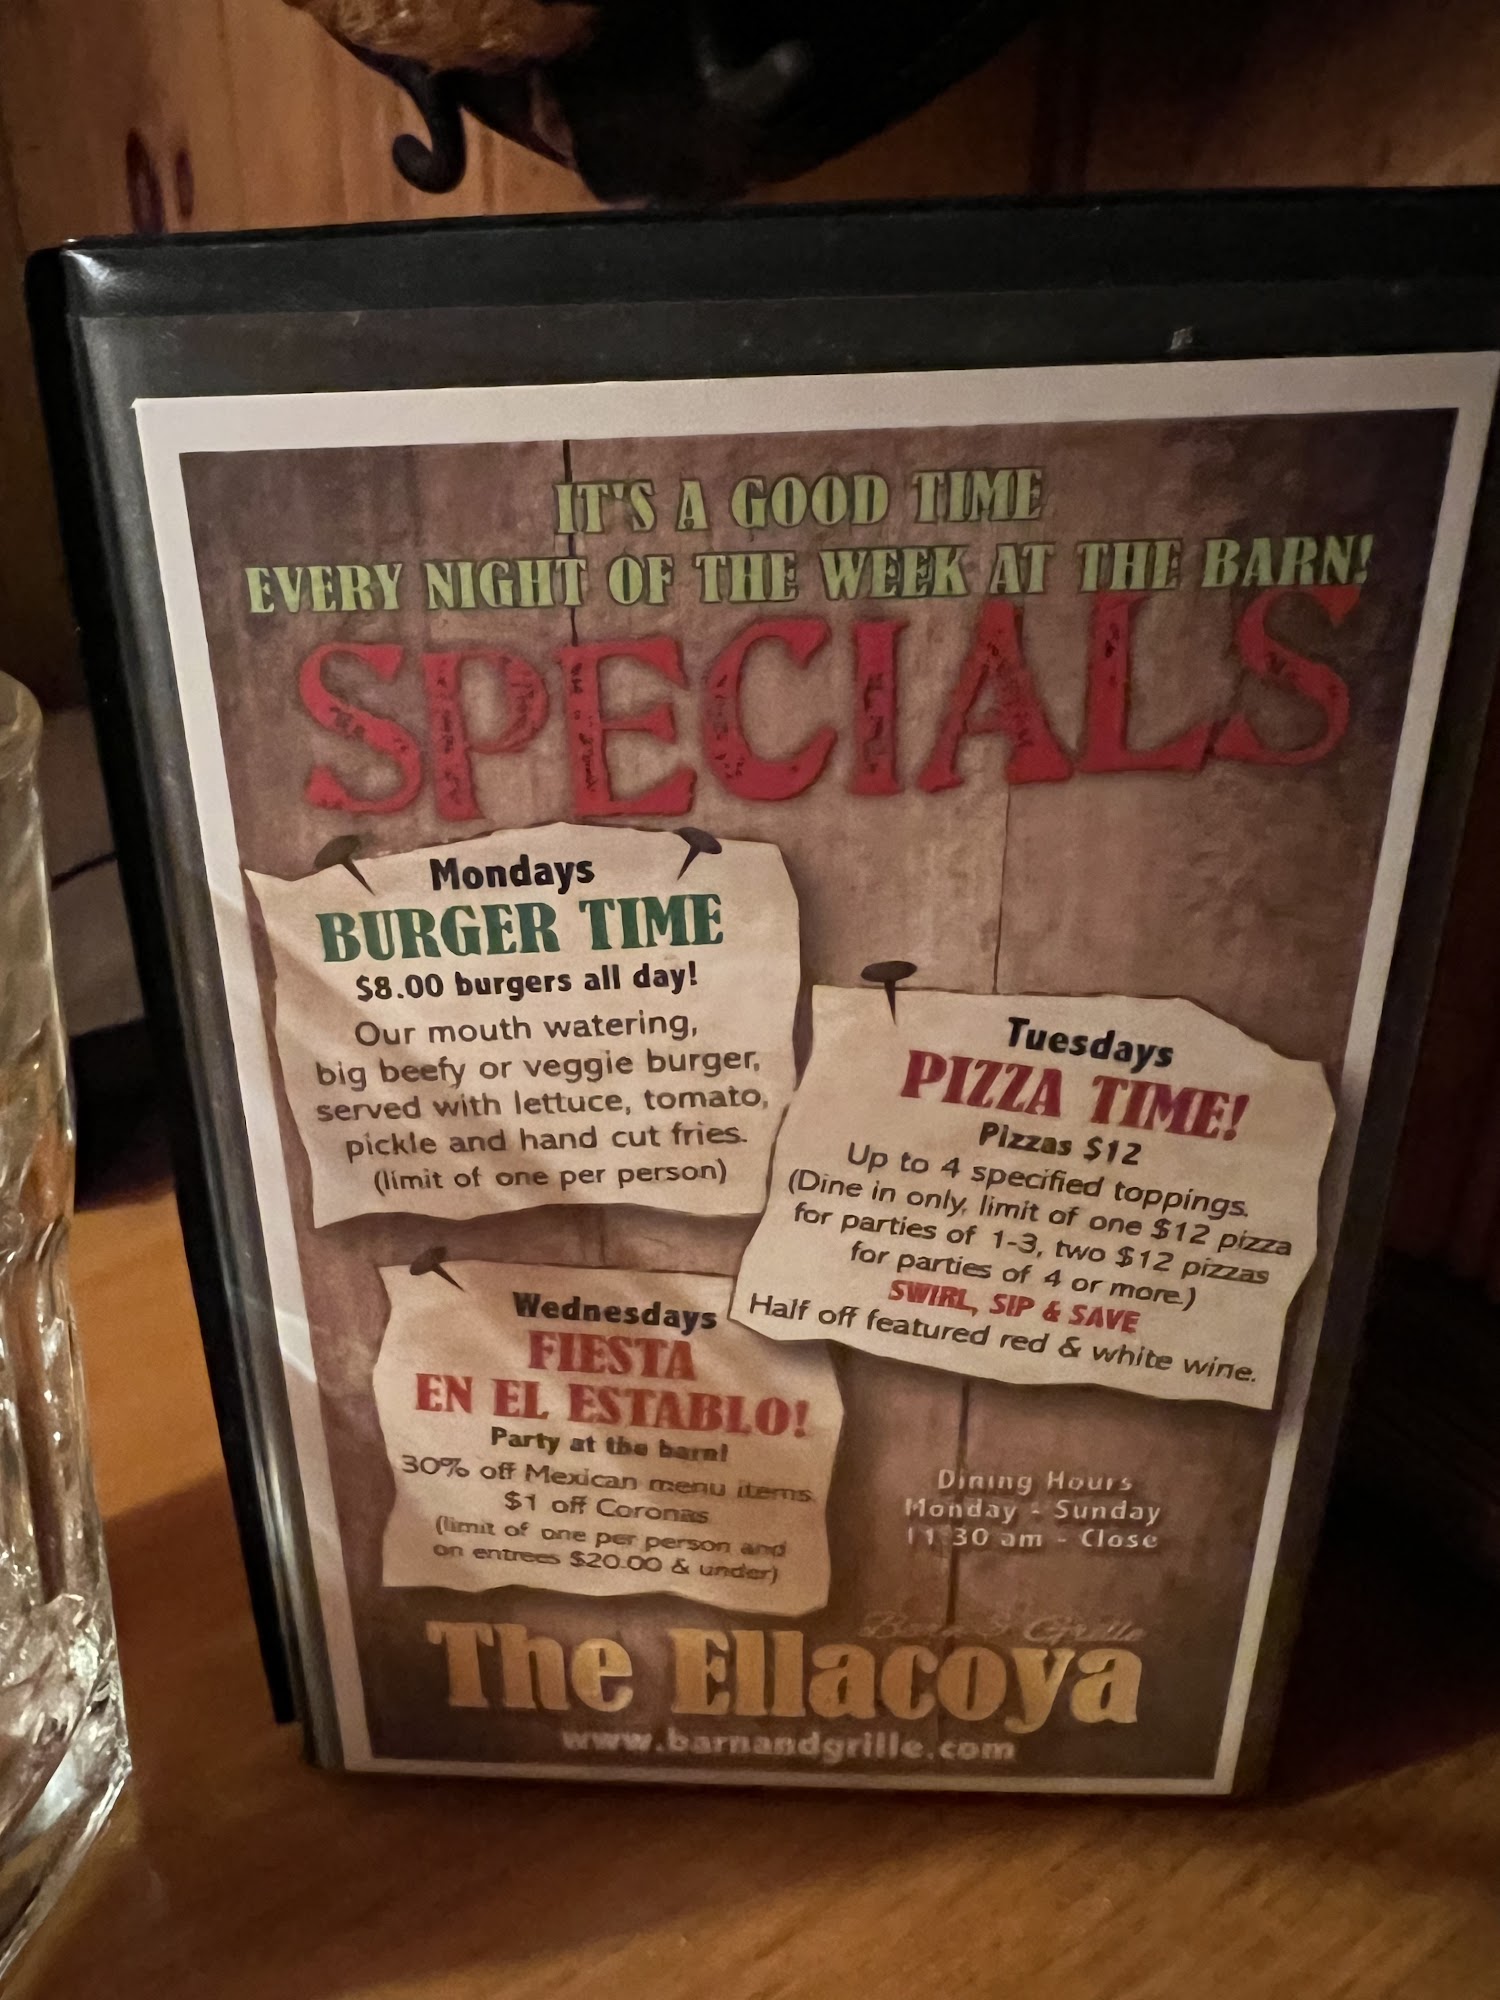 IT'S A GOOD TIME
EVERY NIGHT OF THE WEEK AT THE BARN!
SPECIALS
Mondays
BURGER TIME
$8.00 burgers all day!
Our mouth watering,
big beefy or veggie burger,
served with lettuce, tomato,
pickle and hand cut fries.
(limit of one per person)
Tuesdays
PIZZA TIME!
Pizzas $12
Up to 4 specified toppings.
(Dine in only, limit of one $12 pizza
for parties of 1-3, two $12 pizzas
for parties of 4 or more.)
SWIRL, SIP & SAVE
Half off featured red & white wine.
Wednesdays
FIESTA
EN EL ESTABLO!
Party at the barn!
30% off Mexican menu items
$1 off Coronas
(limit of one per person and
on entrees $20.00 & under)
Dining Hours
Monday - Sunday
11:30 am - Close
Barn & Grille
The Ellacoya
www.barnandgrille.com